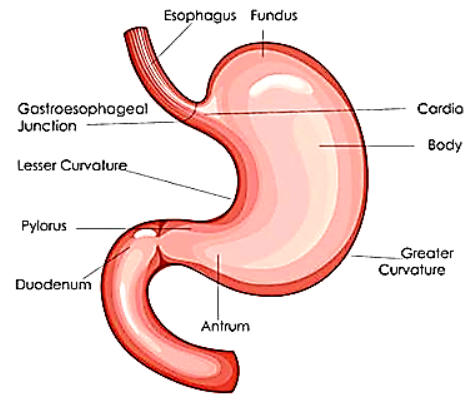 Esophagus
Fundus
Gastroesophageal
Junction
Cardia
Body
Lesser Curvature
Pylorus
Greater
Curvature
Duodenum
Antrum